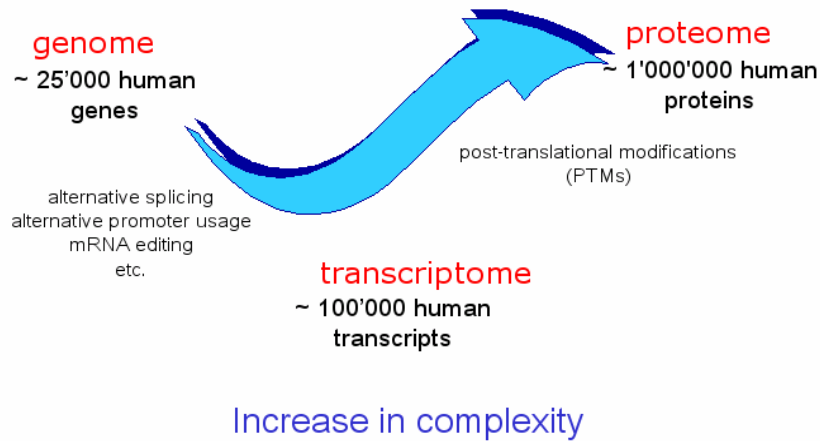 genome
~ 25’000 human
genes
alternative splicing
alternative promoter usage
mRNA editing
etc.
transcriptome
~ 100’000 human
transcripts
proteome
~ 1'000'000 human
proteins
post-translational modifications
(PTMs)
Increase in complexity